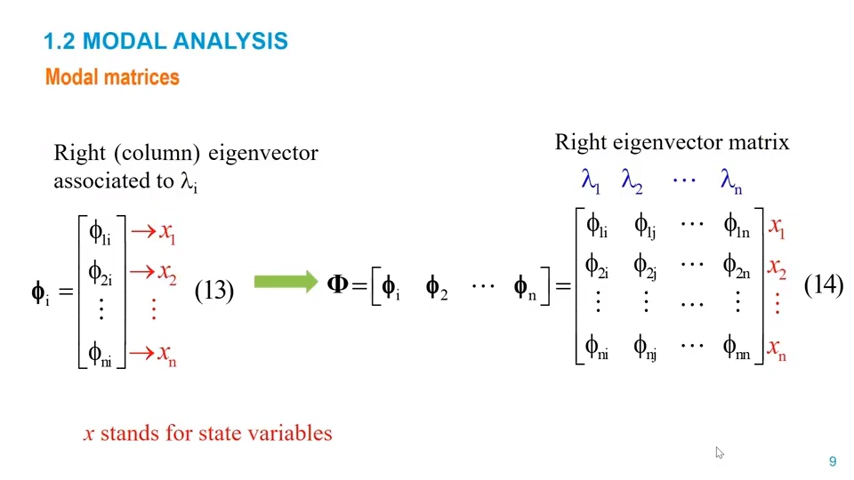 1.2 MODAL ANALYSIS
Modal matrices
Right (column) eigenvector
associated to λi
ϕi = [ϕ1i → x1
ϕ2i → x2
⋮ ⋮
ϕni] → xn
(13)
Right eigenvector matrix
λ1 λ2 ⋯ λn
Φ = [ϕi ϕ2 ⋯ ϕn] =
[ϕ1i ϕ1j ⋯ ϕ1n x1
ϕ2i ϕ2j ⋯ ϕ2n x2
⋮ ⋮ ⋯ ⋮ ⋮
ϕni ϕnj ⋯ ϕnn] xn
(14)
x stands for state variables
9